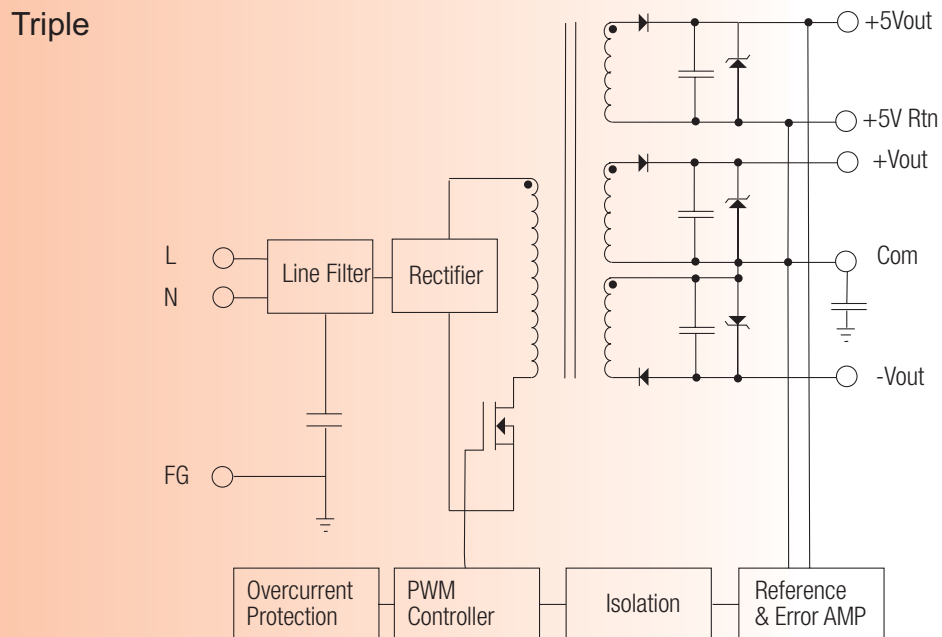 Triple
+5Vout
+5V Rtn
+Vout
L
Line Filter
Rectifier
Com
N
-Vout
FG
Overcurrent
Protection
PWM
Controller
Isolation
Reference
& Error AMP